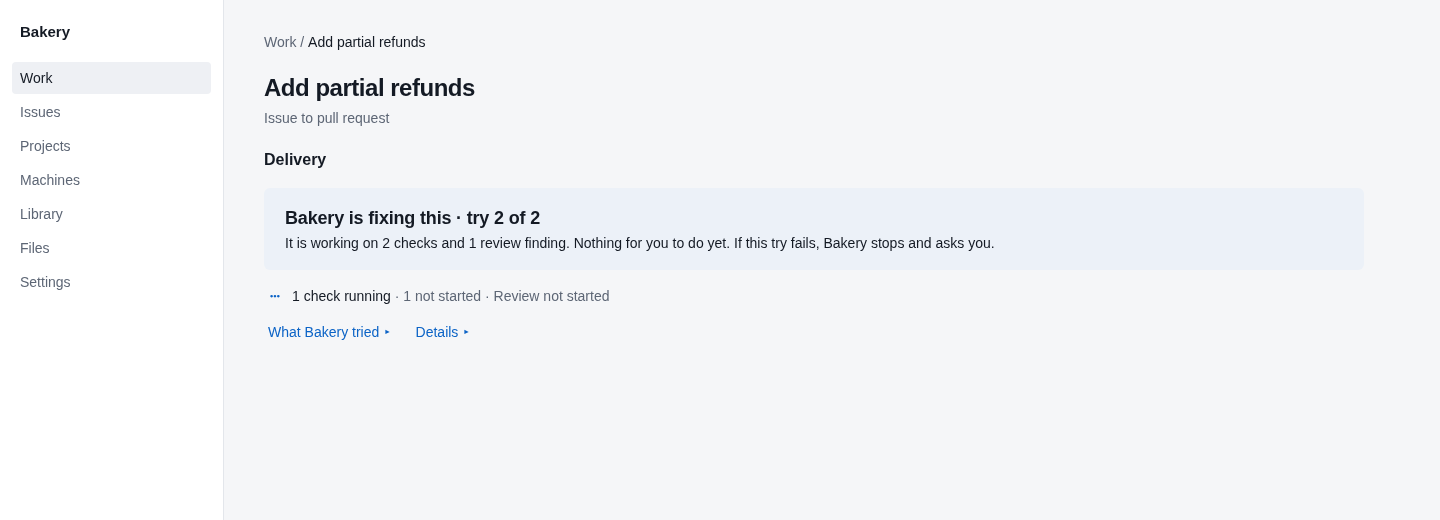 Bakery
Work
Issues
Projects
Machines
Library
Files
Settings
Work / Add partial refunds
Add partial refunds
Issue to pull request
Delivery
Bakery is fixing this · try 2 of 2
It is working on 2 checks and 1 review finding. Nothing for you to do yet. If this try fails, Bakery stops and asks you.
1 check running · 1 not started · Review not started
What Bakery tried ▸ Details ▸